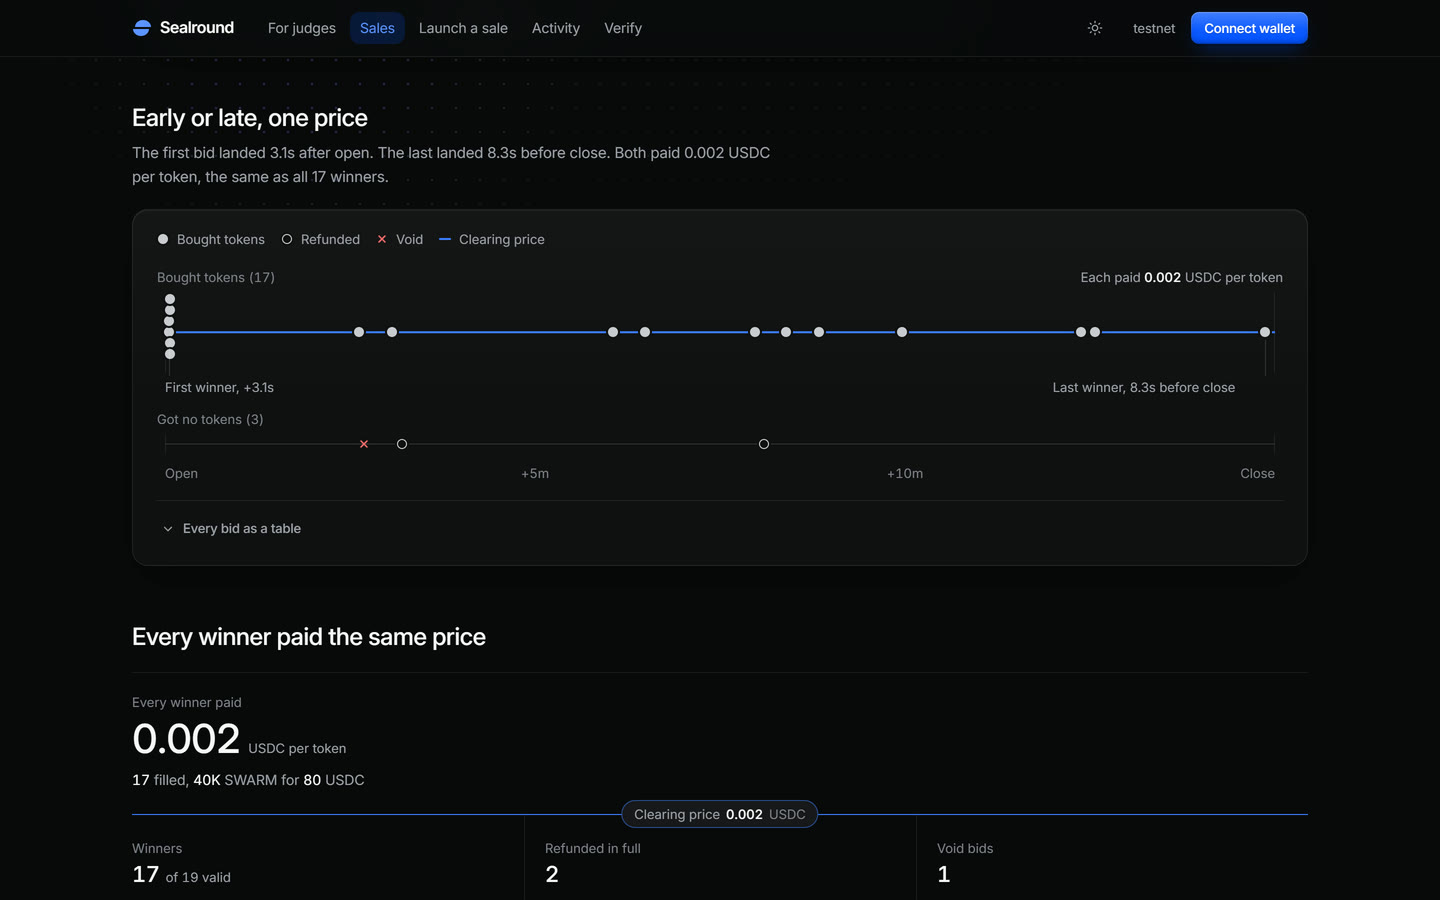 Sealround
For judges
Sales
Launch a sale
Activity
Verify
testnet
Connect wallet
Early or late, one price
The first bid landed 3.1s after open. The last landed 8.3s before close. Both paid 0.002 USDC
per token, the same as all 17 winners.
Bought tokens
Refunded
Void
Clearing price
Bought tokens (17)
Each paid 0.002 USDC per token
First winner, +3.1s
Last winner, 8.3s before close
Got no tokens (3)
Open
+5m
+10m
Close
Every bid as a table
Every winner paid the same price
Every winner paid
0.002 USDC per token
17 filled, 40K SWARM for 80 USDC
Clearing price 0.002 USDC
Winners
17 of 19 valid
Refunded in full
2
Void bids
1